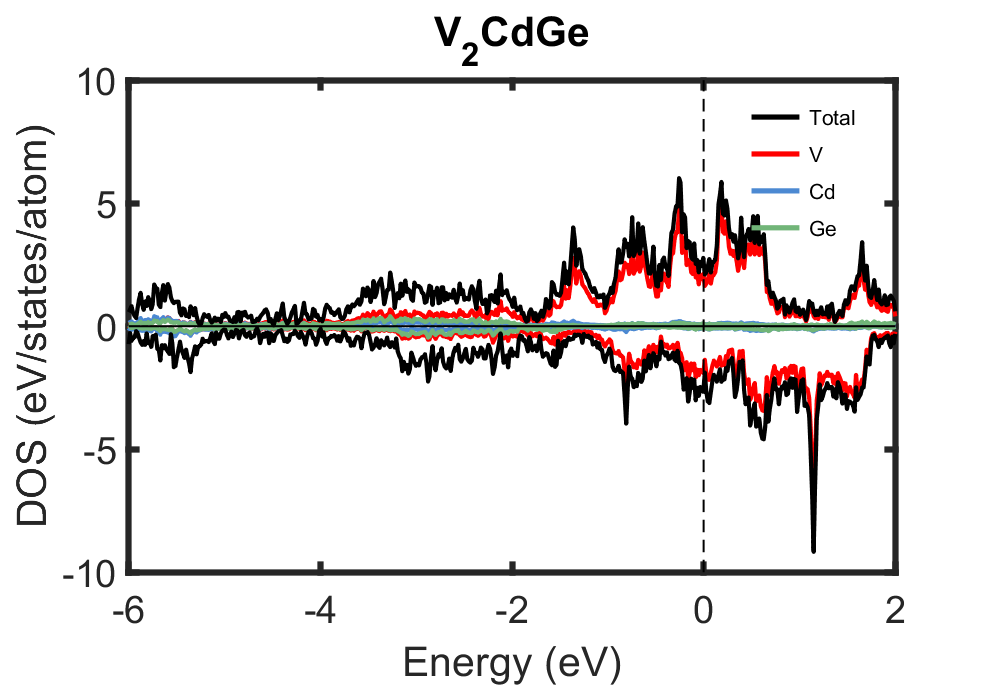 V2CdGe
10
5
0
-5
-10
DOS (eV/states/atom)
-6
-4
-2
0
2
Energy (eV)
Total
V
Cd
Ge